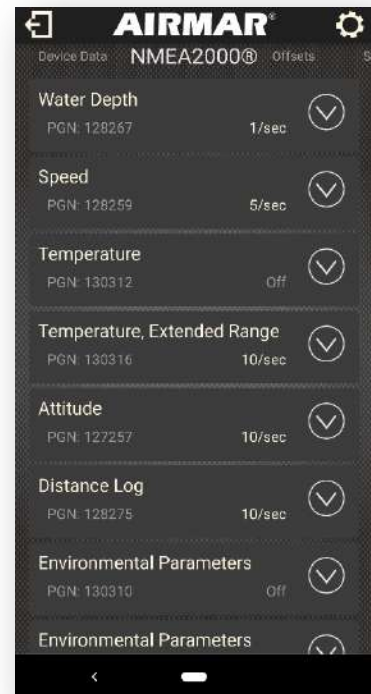 AIRMAR®
Device Data NMEA2000® Offsets S
Water Depth
PGN: 128267 1/sec
Speed
PGN: 128259 5/sec
Temperature
PGN: 130312 Off
Temperature, Extended Range
PGN: 130316 10/sec
Attitude
PGN: 127257 10/sec
Distance Log
PGN: 128275 10/sec
Environmental Parameters
PGN: 130310 Off
Environmental Parameters